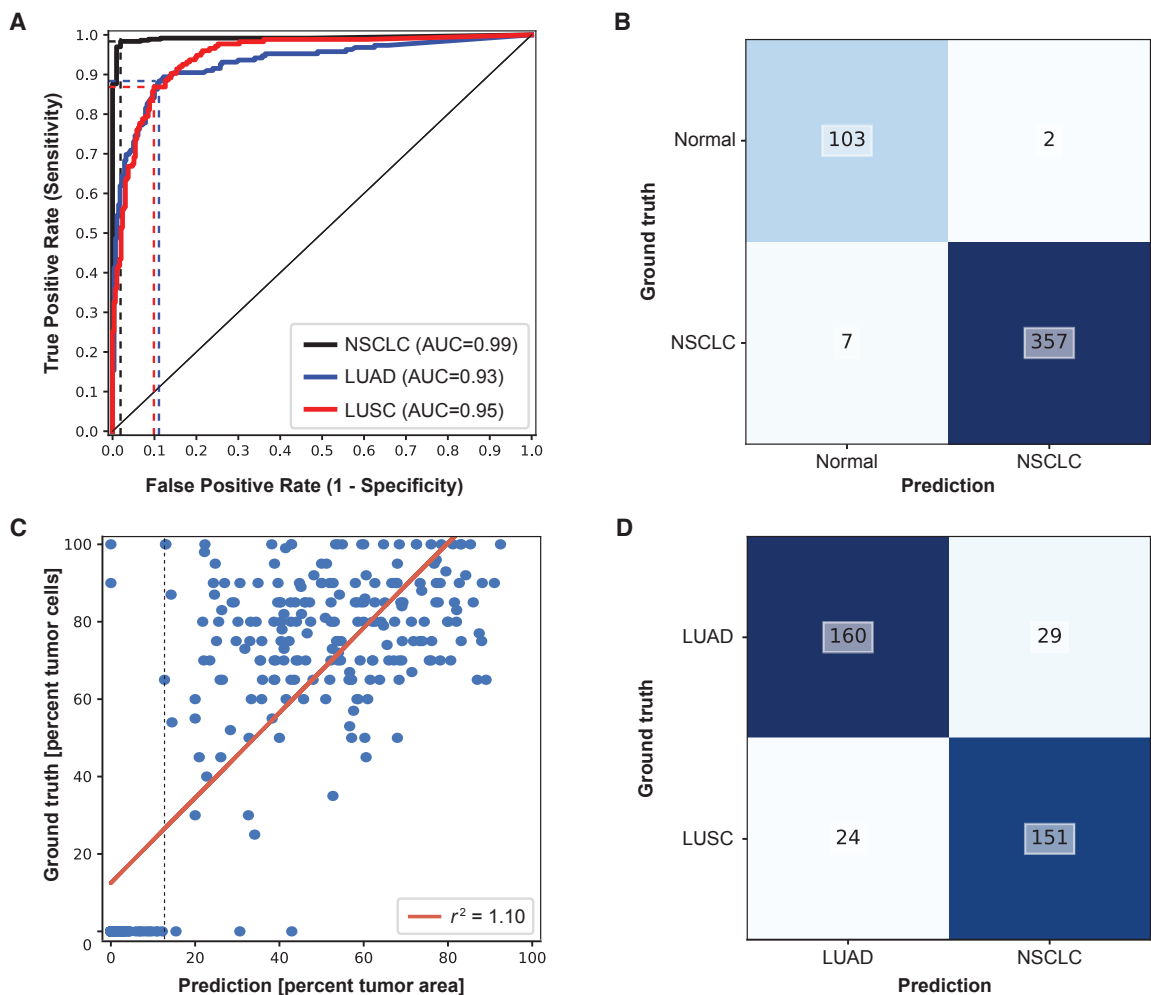 A
1.0
0.9
0.8
0.7
0.6
0.5
0.4
0.3
0.2
0.1
0.0
True Positive Rate (Sensitivity)
NSCLC (AUC=0.99)
LUAD (AUC=0.93)
LUSC (AUC=0.95)
0.0 0.1 0.2 0.3 0.4 0.5 0.6 0.7 0.8 0.9 1.0
False Positive Rate (1 - Specificity)
B
Ground truth
Normal
103 2
NSCLC
7 357
Normal NSCLC
Prediction
C
100
80
60
40
20
0
Ground truth [percent tumor cells]
r² = 1.10
0 20 40 60 80 100
Prediction [percent tumor area]
D
Ground truth
LUAD
160 29
LUSC
24 151
LUAD NSCLC
Prediction